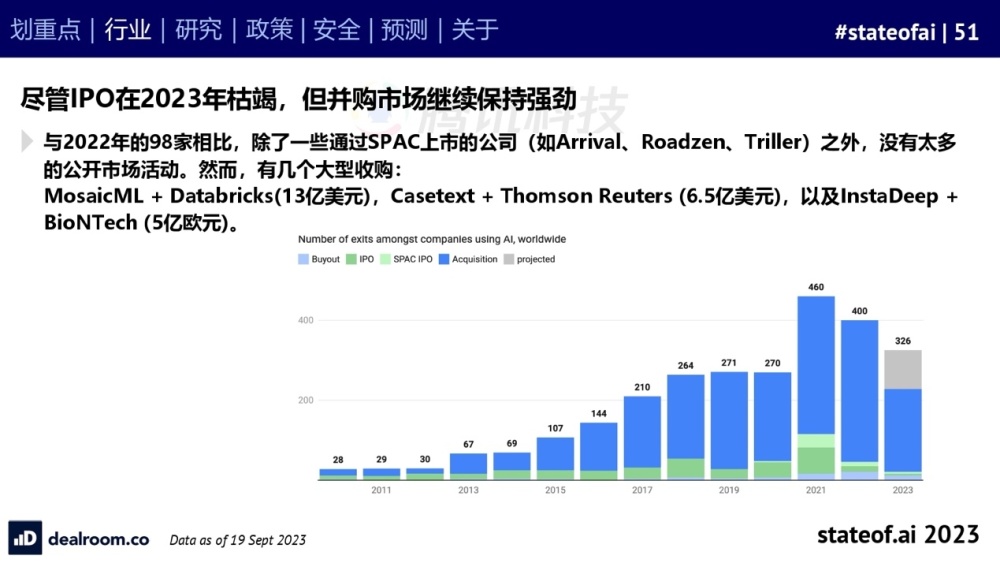 划重点 | 行业 | 研究 | 政策 | 安全 | 预测 | 关于
#stateofai | 51
尽管IPO在2023年枯竭，但并购市场继续保持强劲
腾讯科技
与2022年的98家相比，除了一些通过SPAC上市的公司（如Arrival、Roadzen、Triller）之外，没有太多
的公开市场活动。然而，有几个大型收购：
MosaicML + Databricks(13亿美元)，Casetext + Thomson Reuters (6.5亿美元)，以及InstaDeep +
BioNTech (5亿欧元)。
Number of exits amongst companies using AI, worldwide
Buyout IPO SPAC IPO Acquisition projected
460
400
400
326
264
271
270
210
200
144
107
67
69
28
29
30
2011 2013 2015 2017 2019 2021 2023
dealroom.co
Data as of 19 Sept 2023
stateof.ai 2023